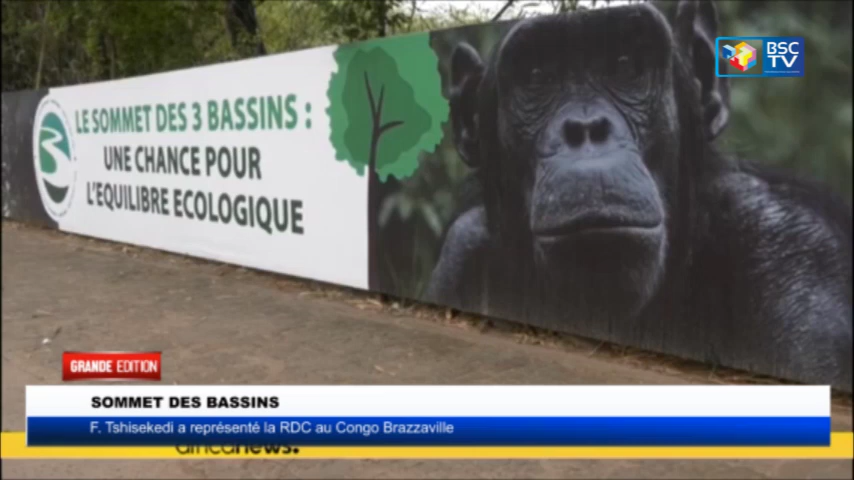 BSC
TV
LE SOMMET DES 3 BASSINS :
UNE CHANCE POUR
L'EQUILIBRE ECOLOGIQUE
GRANDE EDITION
SOMMET DES BASSINS
F. Tshisekedi a représenté la RDC au Congo Brazzaville
africanews.